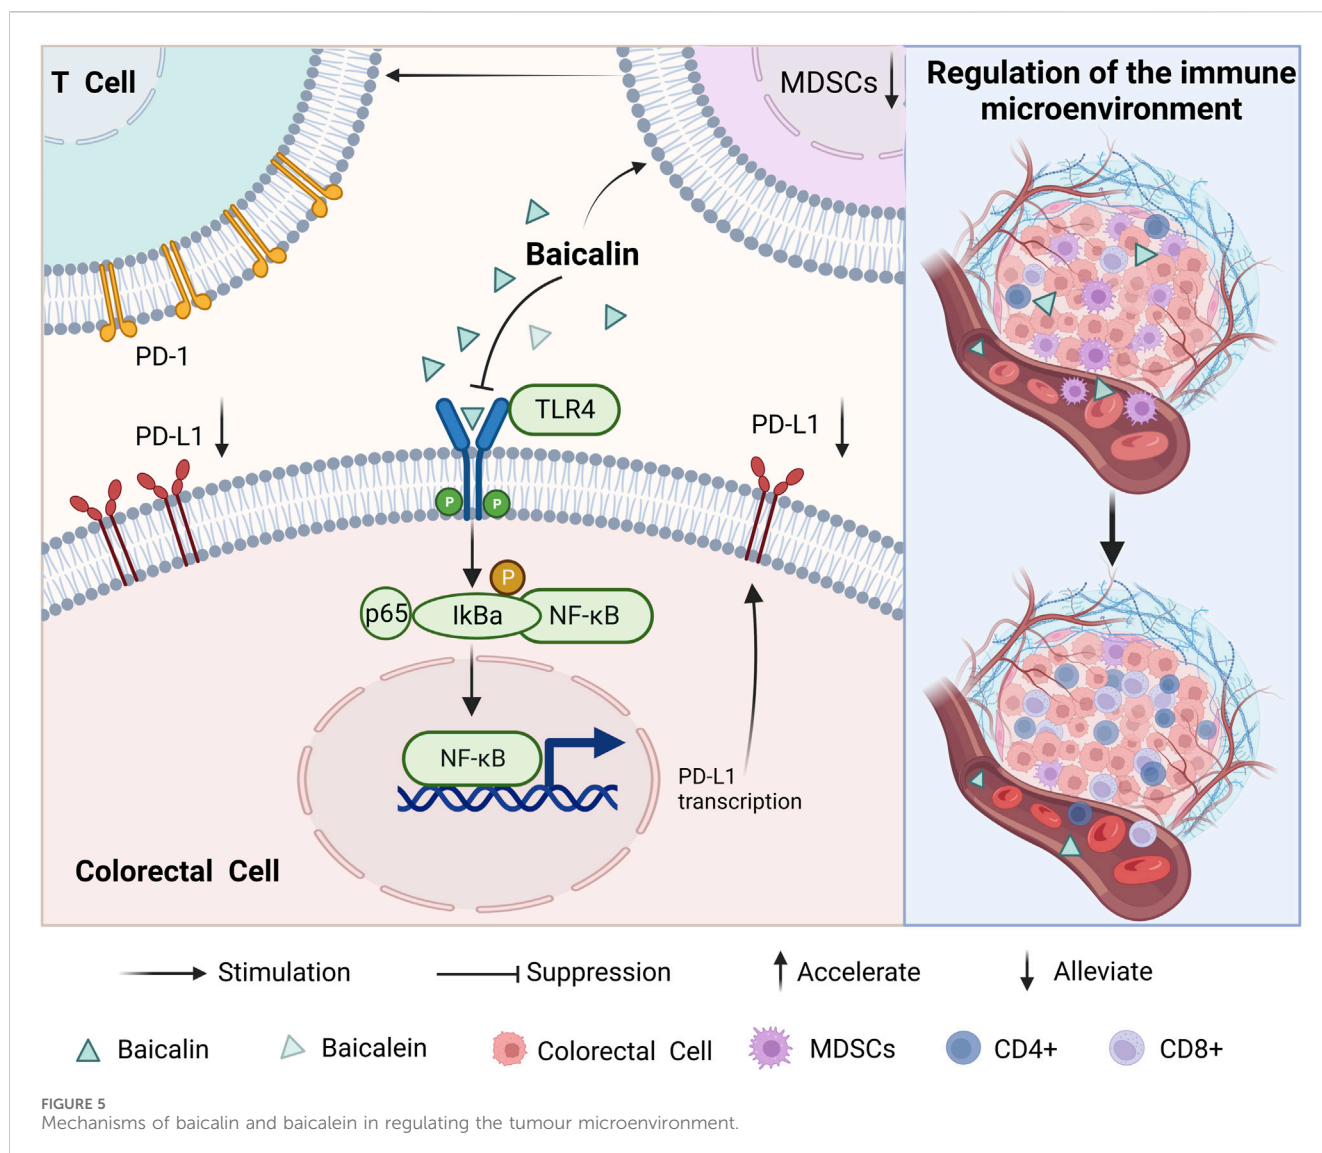 T Cell
MDSCs
Regulation of the immune
microenvironment
Baicalin
PD-1
TLR4
PD-L1
PD-L1
P
P
P
p65
IkBa
NF-κB
NF-κB
PD-L1
transcription
Colorectal Cell
Stimulation
Suppression
Accelerate
Alleviate
Baicalin
Baicalein
Colorectal Cell
MDSCs
CD4+
CD8+
FIGURE 5
Mechanisms of baicalin and baicalein in regulating the tumour microenvironment.